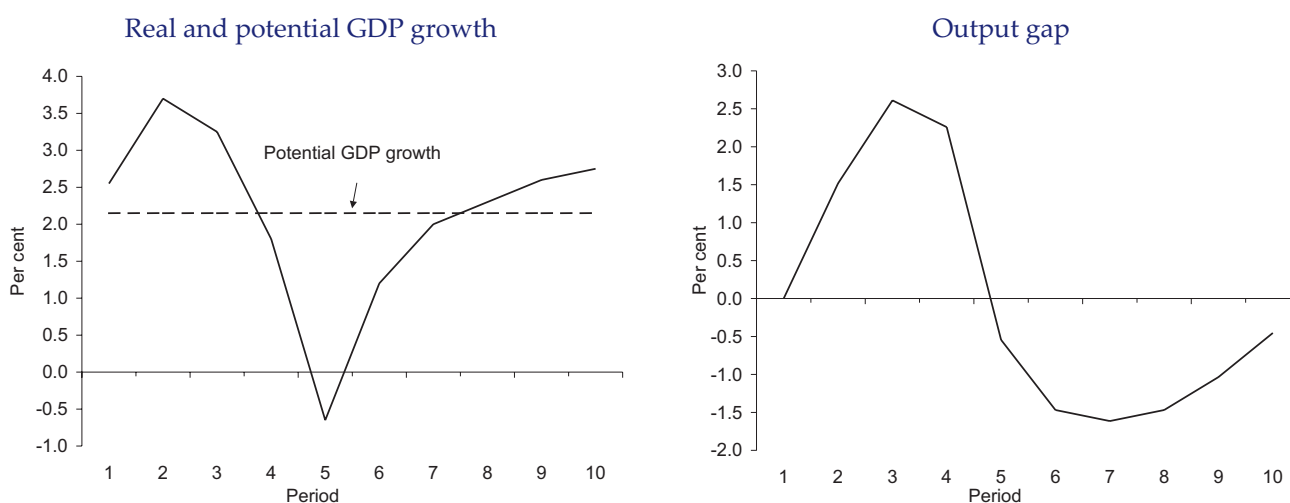 Real and potential GDP growth
4.0
3.5
3.0
2.5
2.0
1.5
1.0
0.5
0.0
-0.5
-1.0
Per cent
Potential GDP growth
1 2 3 4 5 6 7 8 9 10
Period
Output gap
3.0
2.5
2.0
1.5
1.0
0.5
0.0
-0.5
-1.0
-1.5
-2.0
Per cent
1 2 3 4 5 6 7 8 9 10
Period